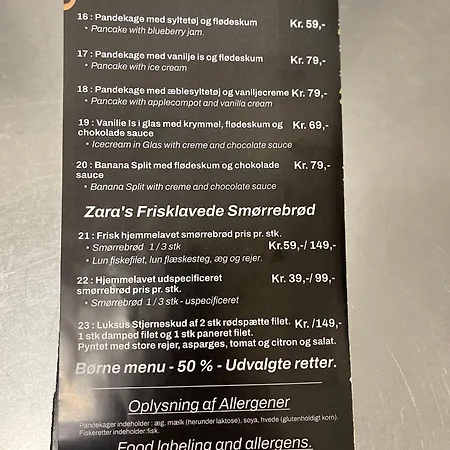 16 : Pandekage med syltetøj og flødeskum Kr. 59,-
• Pancake with blueberry jam.
17 : Pandekage med vanilje is og flødeskum Kr. 79,-
• Pancake with ice cream
18 : Pandekage med æblesyltetøj og vaniljecreme Kr. 79,-
• Pancake with applecompot and vanilla cream
19 : Vanilie Is i glas med krymmel, flødeskum og Kr. 69,-
chokolade sauce
• Icecream in Glas with creme and chocolate sauce
20 : Banana Split med flødeskum og chokolade Kr. 79,-
sauce
• Banana Split with creme and chocolate sauce
Zara's Frisklavede Smørrebrød
21 : Frisk hjemmelavet smørrebrød pris pr. stk.
• Smørrebrød 1 / 3 stk Kr.59,-/ 149,-
• Lun fiskefilet, lun flæskesteg, æg og rejer.
22 : Hjemmelavet udspecificeret Kr. 39,-/ 99,-
smørrebrød pris pr. stk.
• Smørrebrød 1 / 3 stk - uspecificeret
23 : Luksus Stjerneskud af 2 stk rødspætte filet. Kr. /149,-
1 stk damped filet og 1 stk paneret filet.
Pyntet med store rejer, asparges, tomat og citron og salat.
Børne menu - 50 % - Udvalgte retter.
Oplysning af Allergener
Pandekager indeholder : æg, mælk (herunder laktose), soya, hvede (glutenholdigt korn).
Fiskeretter indeholder:fisk.
Food labeling and allergens.